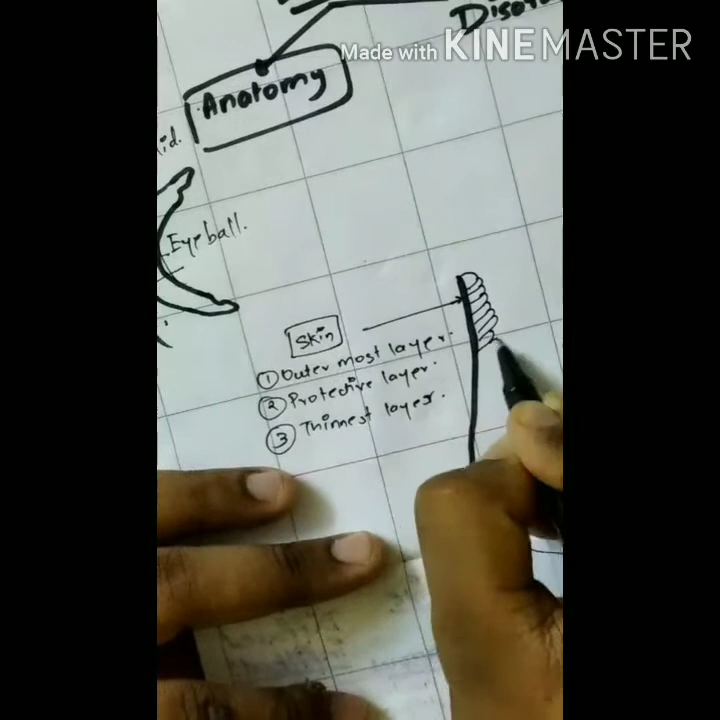 Made with KINEMASTER
Anatomy
Eyeball.
Skin
① Outer most layer.
② Protective layer.
③ Thinnest layer.